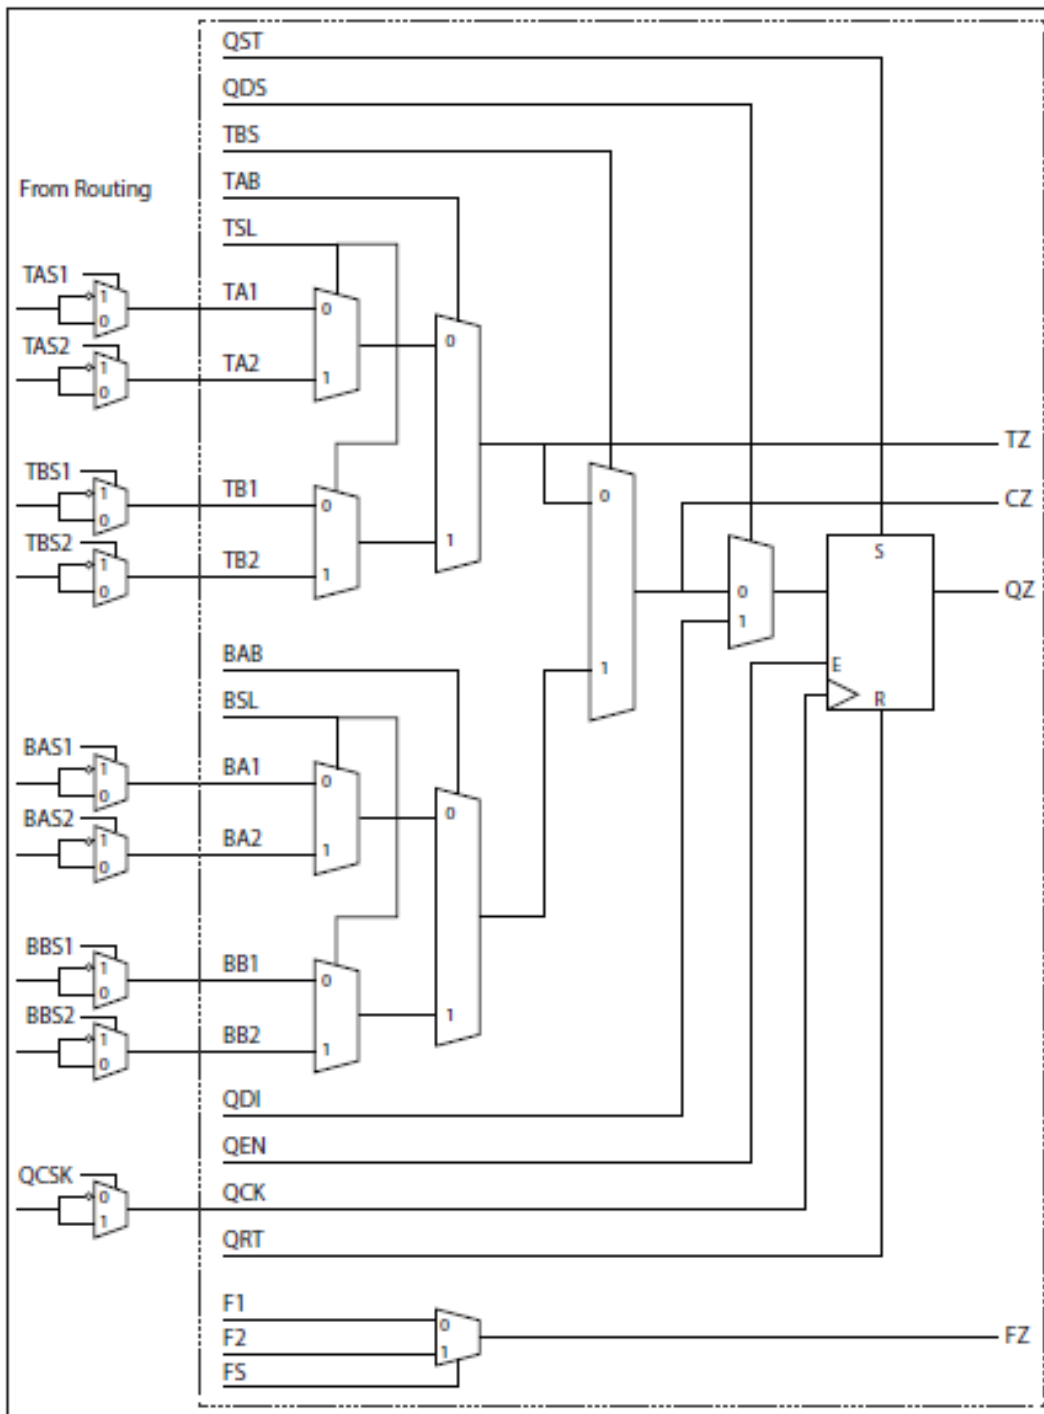 QST
QDS
TBS
From Routing
TAB
TSL
TAS1
1
0
TA1
0
TAS2
1
0
TA2
1
0
TZ
TBS1
1
0
TB1
0
0
CZ
TBS2
1
0
TB2
1
1
S
0
1
QZ
BAB
1
E
BSL
R
BAS1
1
0
BA1
0
BAS2
1
0
BA2
1
0
BBS1
1
0
BB1
0
BBS2
1
0
BB2
1
1
QDI
QEN
QCSK
0
1
QCK
QRT
F1
0
F2
1
FZ
FS